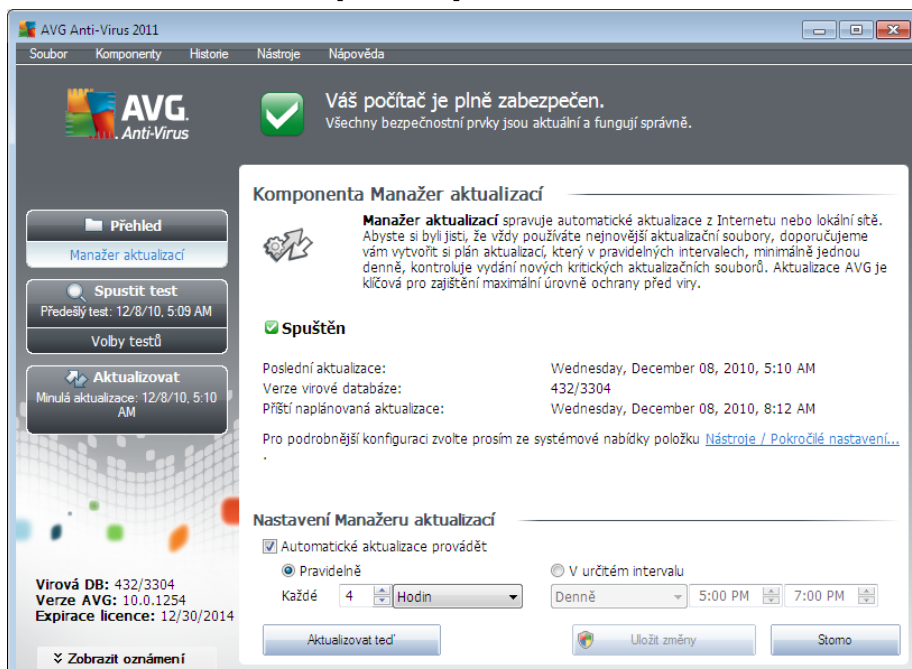 AVG Anti-Virus 2011
Soubor Komponenty Historie Nástroje Nápověda
AVG.
Anti-Virus
Váš počítač je plně zabezpečen.
Všechny bezpečnostní prvky jsou aktuální a fungují správně.
Přehled
Manažer aktualizací
Spustit test
Předešlý test: 12/8/10, 5:09 AM
Volby testů
Aktualizovat
Minulá aktualizace: 12/8/10, 5:10
AM
Virová DB: 432/3304
Verze AVG: 10.0.1254
Expirace licence: 12/30/2014
Zobrazit oznámení
Komponenta Manažer aktualizací
Manažer aktualizací spravuje automatické aktualizace z Internetu nebo lokální sítě.
Abyste si byli jisti, že vždy používáte nejnovější aktualizační soubory, doporučujeme
vám vytvořit si plán aktualizací, který v pravidelných intervalech, minimálně jednou
denně, kontroluje vydání nových kritických aktualizačních souborů. Aktualizace AVG je
klíčová pro zajištění maximální úrovně ochrany před viry.
Spuštěn
Poslední aktualizace: Wednesday, December 08, 2010, 5:10 AM
Verze virové databáze: 432/3304
Příští naplánovaná aktualizace: Wednesday, December 08, 2010, 8:12 AM
Pro podrobnější konfiguraci zvolte prosím ze systémové nabídky položku Nástroje / Pokročilé nastavení...
.
Nastavení Manažeru aktualizací
Automatické aktualizace provádět
Pravidelně V určitém intervalu
Každé 4 Hodin Denně 5:00 PM 7:00 PM
Aktualizovat teď Uložit změny Storno